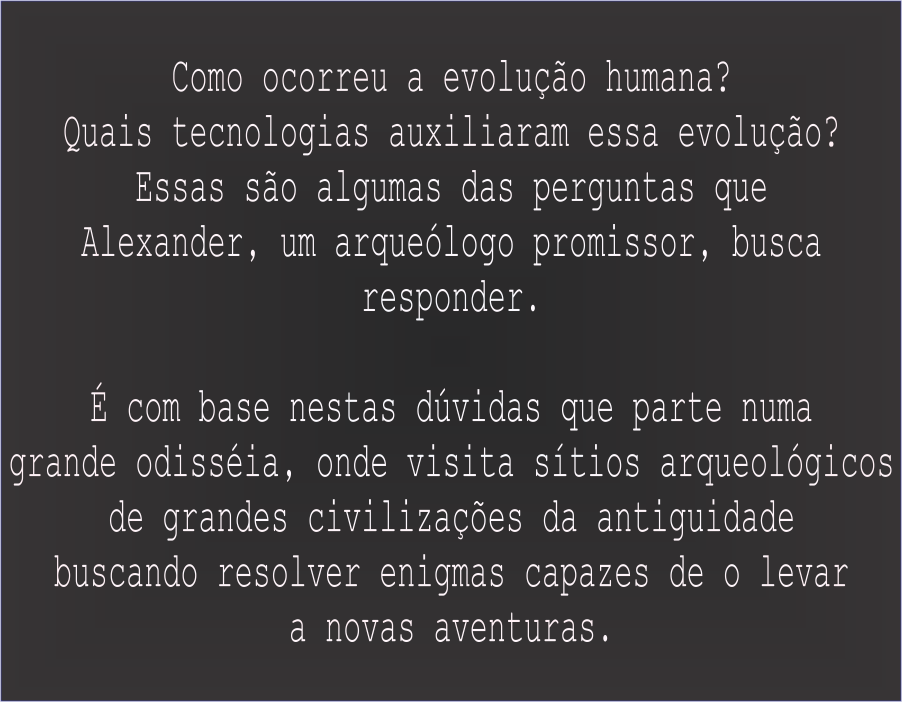 Como ocorreu a evolução humana?
Quais tecnologias auxiliaram essa evolução?
Essas são algumas das perguntas que
Alexander, um arqueólogo promissor, busca
responder.
É com base nestas dúvidas que parte numa
grande odisséia, onde visita sítios arqueológicos
de grandes civilizações da antiguidade
buscando resolver enigmas capazes de o levar
a novas aventuras.